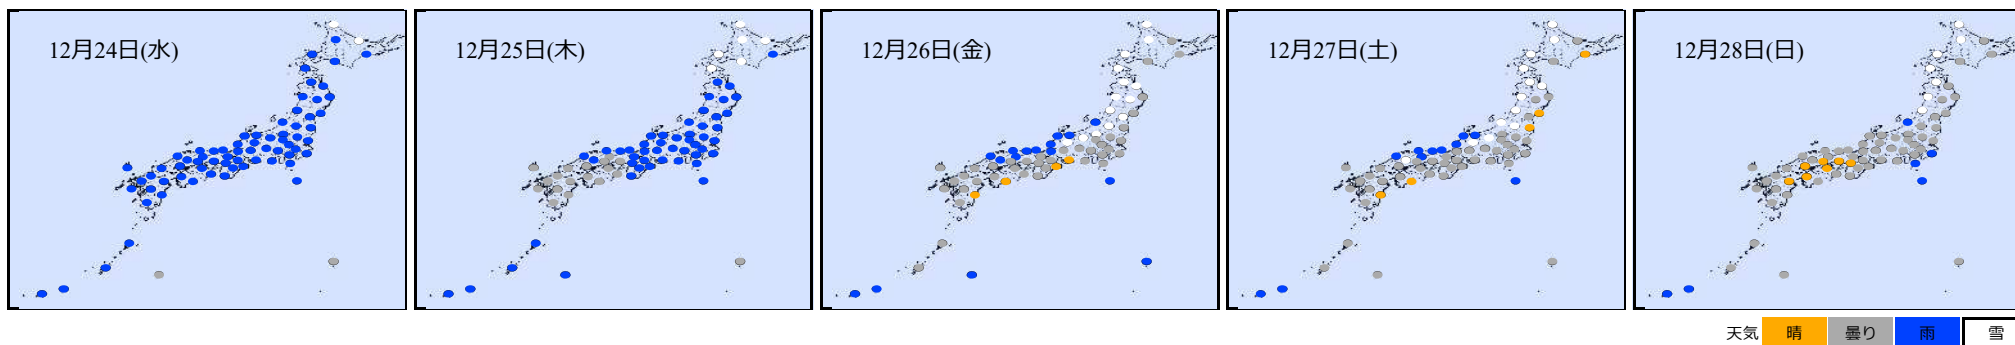 12月24日(水)
12月25日(木)
12月26日(金)
12月27日(土)
12月28日(日)
天気 晴 曇り 雨 雪